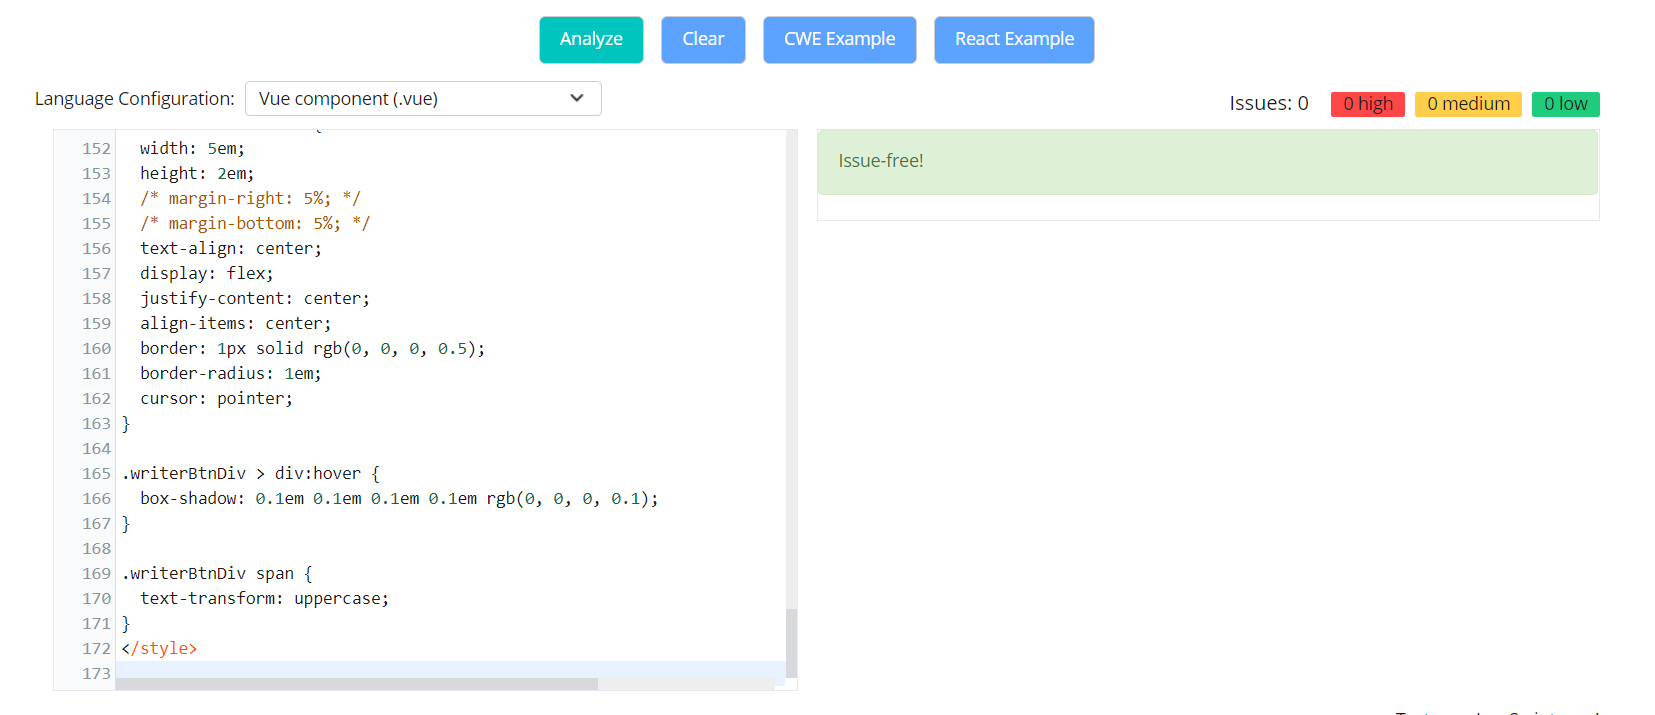 Analyze Clear CWE Example React Example
Language Configuration: Vue component (.vue)
Issues: 0 0 high 0 medium 0 low
Issue-free!
152 width: 5em;
153 height: 2em;
154 /* margin-right: 5%; */
155 /* margin-bottom: 5%; */
156 text-align: center;
157 display: flex;
158 justify-content: center;
159 align-items: center;
160 border: 1px solid rgb(0, 0, 0, 0.5);
161 border-radius: 1em;
162 cursor: pointer;
163 }
164
165 .writerBtnDiv > div:hover {
166 box-shadow: 0.1em 0.1em 0.1em 0.1em rgb(0, 0, 0, 0.1);
167 }
168
169 .writerBtnDiv span {
170 text-transform: uppercase;
171 }
172 </style>
173